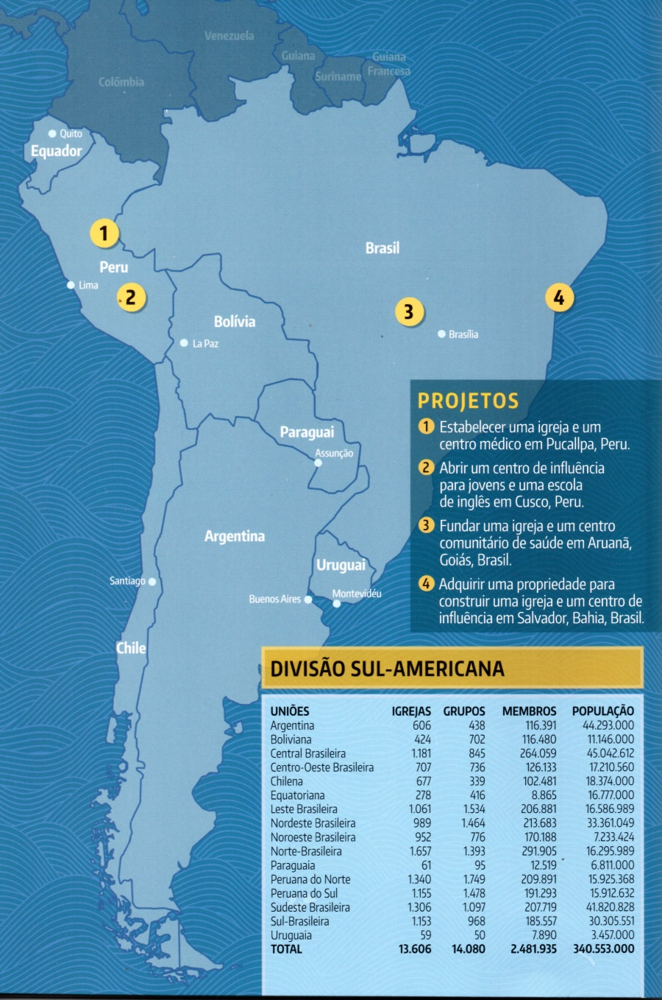 Venezuela
Guiana
Guiana
Francesa
Suriname
Colômbia
Quito
Equador
1
Brasil
Peru
Lima
2
3
4
Bolívia
La Paz
Brasília
PROJETOS
1 Estabelecer uma igreja e um
centro médico em Pucallpa, Peru.
2 Abrir um centro de influência
para jovens e uma escola
de inglês em Cusco, Peru.
3 Fundar uma igreja e um centro
comunitário de saúde em Aruanã,
Goiás, Brasil.
4 Adquirir uma propriedade para
construir uma igreja e um centro de
influência em Salvador, Bahia, Brasil.
Paraguai
Assunção
Argentina
Uruguai
Santiago
Buenos Aires
Montevidéu
Chile
DIVISÃO SUL-AMERICANA
UNIÕES IGREJAS GRUPOS MEMBROS POPULAÇÃO
Argentina 606 438 116.391 44.293.000
Boliviana 424 702 116.480 11.146.000
Central Brasileira 1.181 845 264.059 45.042.612
Centro-Oeste Brasileira 707 736 126.133 17.210.560
Chilena 677 339 102.481 18.374.000
Equatoriana 278 416 8.865 16.777.000
Leste Brasileira 1.061 1.534 206.881 16.586.989
Nordeste Brasileira 989 1.464 213.683 33.361.049
Noroeste Brasileira 952 776 170.188 7.233.424
Norte-Brasileira 1.657 1.393 291.905 16.295.989
Paraguaia 61 95 12.519 6.811.000
Peruana do Norte 1.340 1.749 209.891 15.925.368
Peruana do Sul 1.155 1.478 191.293 15.912.632
Sudeste Brasileira 1.306 1.097 207.719 41.820.828
Sul-Brasileira 1.153 968 185.557 30.305.551
Uruguaia 59 50 7.890 3.457.000
TOTAL 13.606 14.080 2.481.935 340.553.000